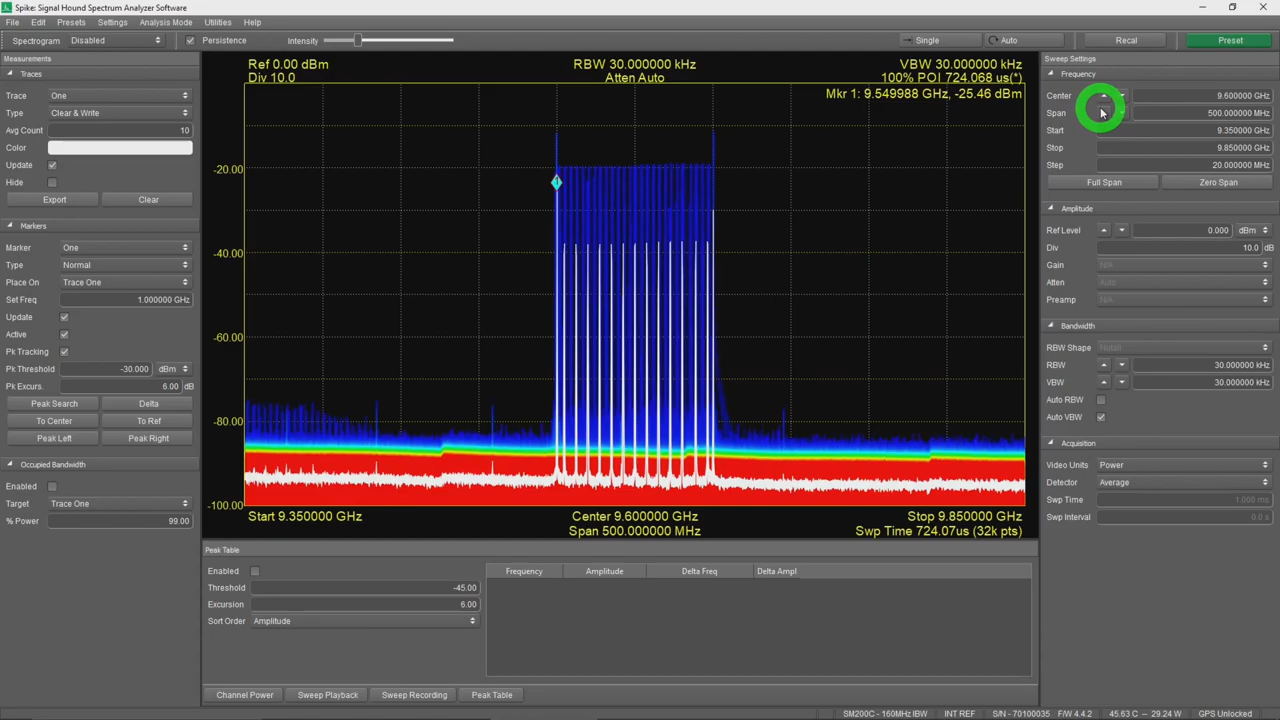 Spike: Signal Hound Spectrum Analyzer Software
File Edit Presets Settings Analysis Mode Utilities Help
Spectrogram Disabled Persistence Intensity Single Auto Recal Preset
Measurements
Traces
Trace One
Type Clear & Write
Avg Count 10
Color
Update
Hide
Export Clear
Markers
Marker One
Type Normal
Place On Trace One
Set Freq 1.000000 GHz
Update
Active
Pk Tracking
Pk Threshold -30.000 dBm
Pk Excurs. 6.00 dB
Peak Search Delta
To Center To Ref
Peak Left Peak Right
Occupied Bandwidth
Enabled
Target Trace One
% Power 99.00
Ref 0.00 dBm RBW 30.000000 kHz VBW 30.000000 kHz
Div 10.0 Atten Auto 100% POI 724.068 us(*)
Mkr 1: 9.549988 GHz, -25.46 dBm
1
-20.00
-40.00
-60.00
-80.00
-100.00
Start 9.350000 GHz Center 9.600000 GHz Stop 9.850000 GHz
Span 500.000000 MHz Swp Time 724.07us (32k pts)
Peak Table
Enabled
Threshold -45.00
Excursion 6.00
Sort Order Amplitude
Frequency Amplitude Delta Freq Delta Ampl
Channel Power Sweep Playback Sweep Recording Peak Table
Sweep Settings
Frequency
Center 9.600000 GHz
Span 500.000000 MHz
Start 9.350000 GHz
Stop 9.850000 GHz
Step 20.000000 MHz
Full Span Zero Span
Amplitude
Ref Level 0.000 dBm
Div 10.0 dB
Gain N/A
Atten Auto
Preamp N/A
Bandwidth
RBW Shape Nutall
RBW 30.000000 kHz
VBW 30.000000 kHz
Auto RBW
Auto VBW
Acquisition
Video Units Power
Detector Average
Swp Time 1.000 ms
Swp Interval 0.0 s
SM200C - 160MHz IBW INT REF S/N - 70100035 F/W 4.4.2 45.63 C - 29.24 W GPS Unlocked